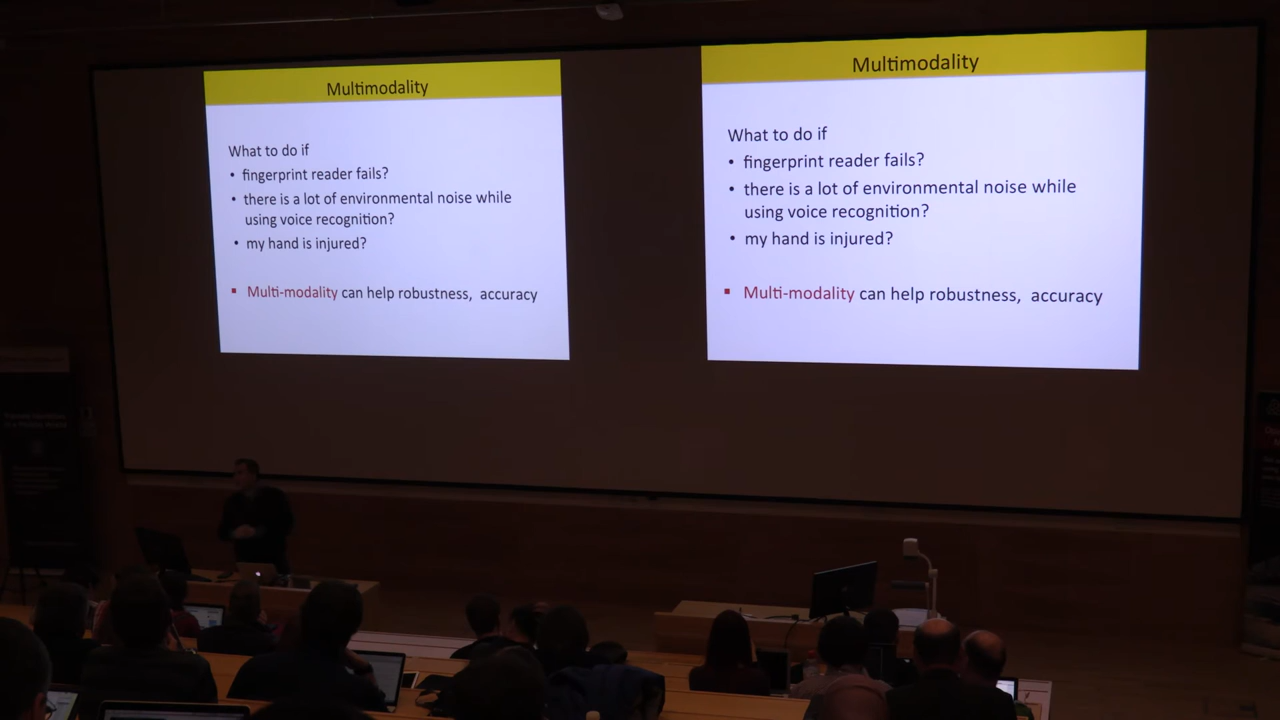 Multimodality
What to do if
• fingerprint reader fails?
• there is a lot of environmental noise while
using voice recognition?
• my hand is injured?
▪ Multi-modality can help robustness, accuracy
Multimodality
What to do if
• fingerprint reader fails?
• there is a lot of environmental noise while
using voice recognition?
• my hand is injured?
▪ Multi-modality can help robustness, accuracy